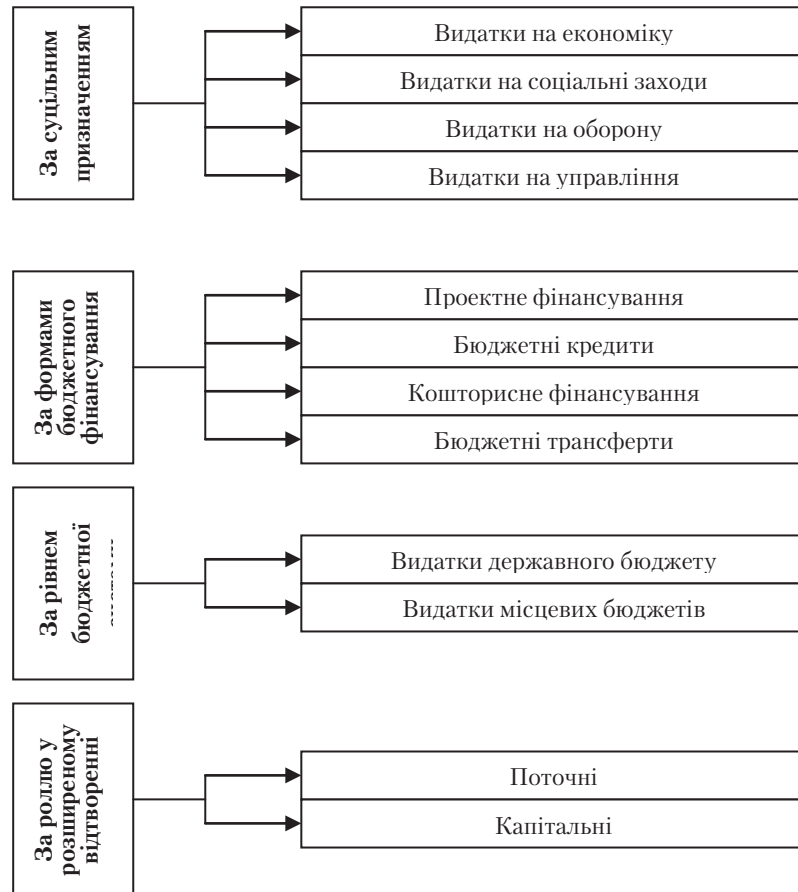 За суцільним
призначенням
Видатки на економіку
Видатки на соціальні заходи
Видатки на оборону
Видатки на управління
За формами
бюджетного
фінансування
Проектне фінансування
Бюджетні кредити
Кошторисне фінансування
Бюджетні трансферти
За рівнем
бюджетної
Видатки державного бюджету
Видатки місцевих бюджетів
За роллю у
розширеному
відтворенні
Поточні
Капітальні